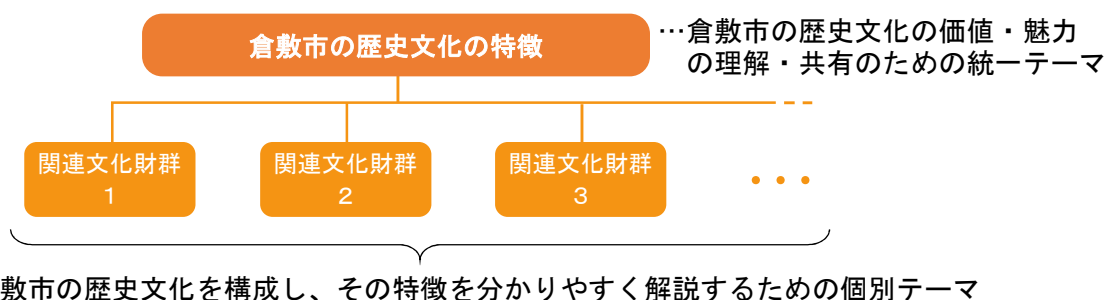 倉敷市の歴史文化の特徴
…倉敷市の歴史文化の価値・魅力
の理解・共有のための統一テーマ
関連文化財群
1
関連文化財群
2
関連文化財群
3
・・・
敷市の歴史文化を構成し、その特徴を分かりやすく解説するための個別テーマ